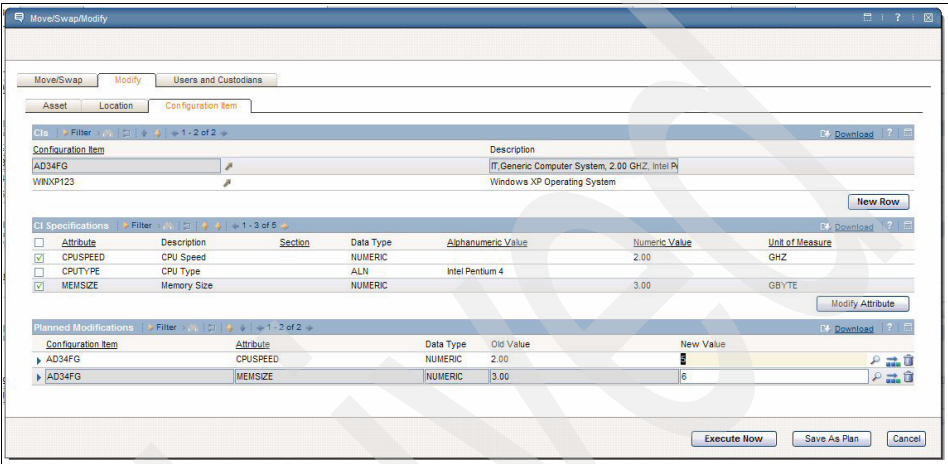 Move/Swap/Modify ?
Move/Swap Modify Users and Custodians
Asset Location Configuration Item
CIs Filter 1 - 2 of 2 Download ?
Configuration Item Description
AD34FG IT,Generic Computer System, 2.00 GHZ, Intel
WINXP123 Windows XP Operating System
New Row
CI Specifications Filter 1 - 3 of 5 Download ?
Attribute Description Section Data Type Alphanumeric Value Numeric Value Unit of Measure
CPUSPEED CPU Speed NUMERIC 2.00 GHZ
CPUTYPE CPU Type ALN Intel Pentium 4
MEMSIZE Memory Size NUMERIC 3.00 GBYTE
Modify Attribute
Planned Modifications Filter 1 - 2 of 2 Download ?
Configuration Item Attribute Data Type Old Value New Value
AD34FG CPUSPEED NUMERIC 2.00 5
AD34FG MEMSIZE NUMERIC 3.00 6
Execute Now Save As Plan Cancel